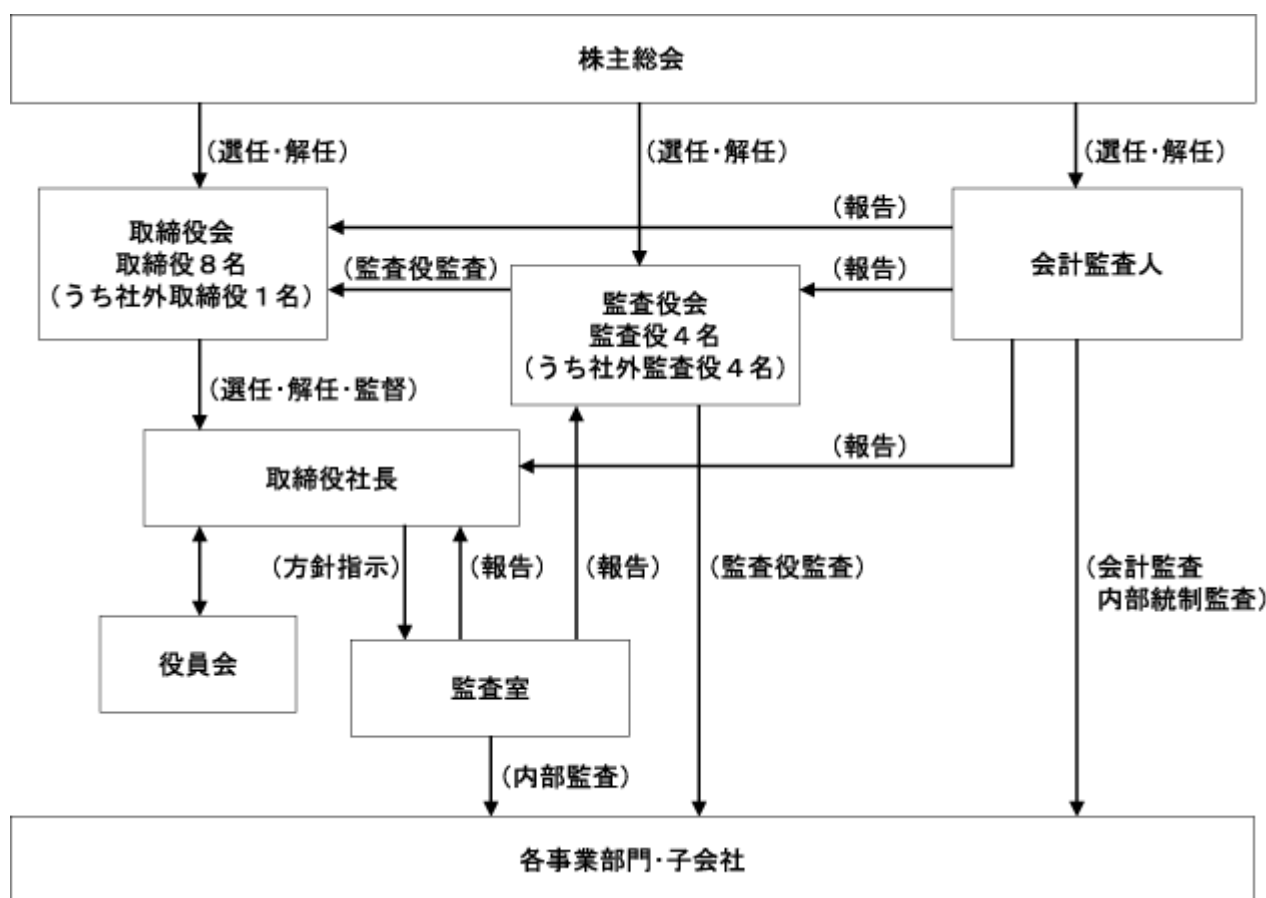 株主総会
（選任・解任）
（選任・解任）
（選任・解任）
取締役会
取締役８名
（うち社外取締役１名）
（報告）
会計監査人
（監査役監査）
（報告）
監査役会
監査役４名
（うち社外監査役４名）
（選任・解任・監督）
（報告）
取締役社長
（方針指示）
（報告）
（報告）
（監査役監査）
（会計監査
内部統制監査）
役員会
監査室
（内部監査）
各事業部門・子会社